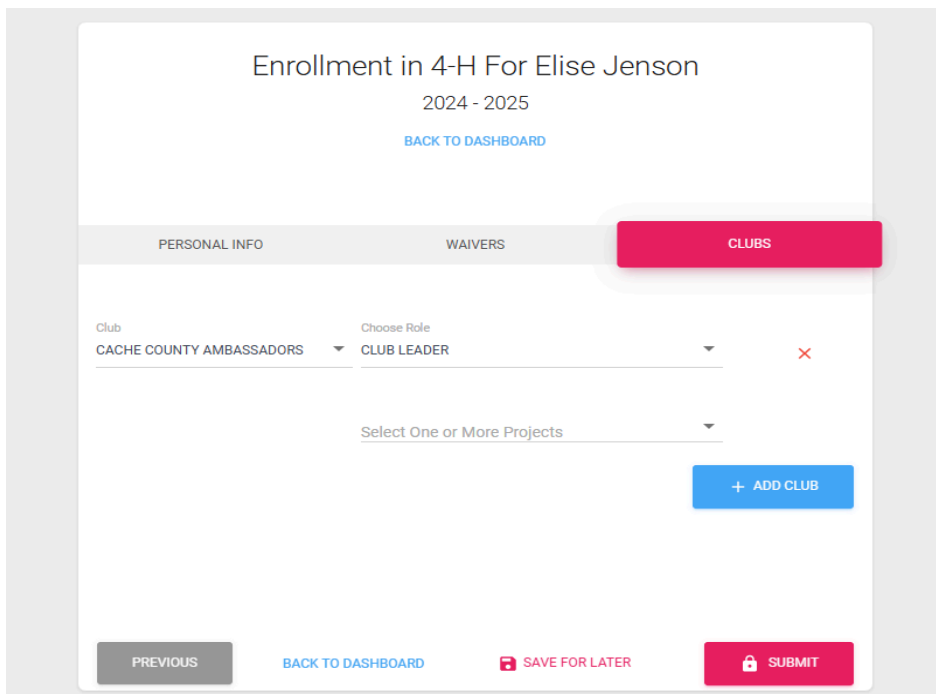 Enrollment in 4-H For Elise Jenson
2024 - 2025
BACK TO DASHBOARD
PERSONAL INFO WAIVERS CLUBS
Club Choose Role
CACHE COUNTY AMBASSADORS CLUB LEADER
Select One or More Projects
+ ADD CLUB
PREVIOUS BACK TO DASHBOARD SAVE FOR LATER SUBMIT